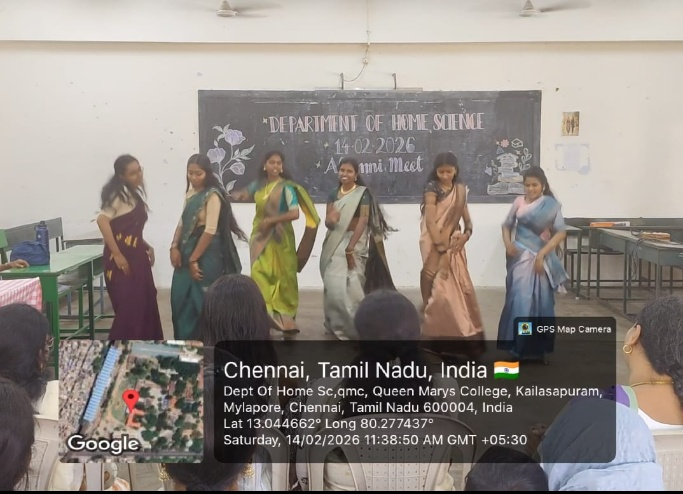 *DEPARTMENT OF HOME SCIENCE
14-02-2026
Meet
GPS Map Camera
Chennai, Tamil Nadu, India
Dept Of Home Sc,qmc, Queen Marys College, Kailasapuram,
Mylapore, Chennai, Tamil Nadu 600004, India
Lat 13.044662° Long 80.277437°
Saturday, 14/02/2026 11:38:50 AM GMT +05:30
Google